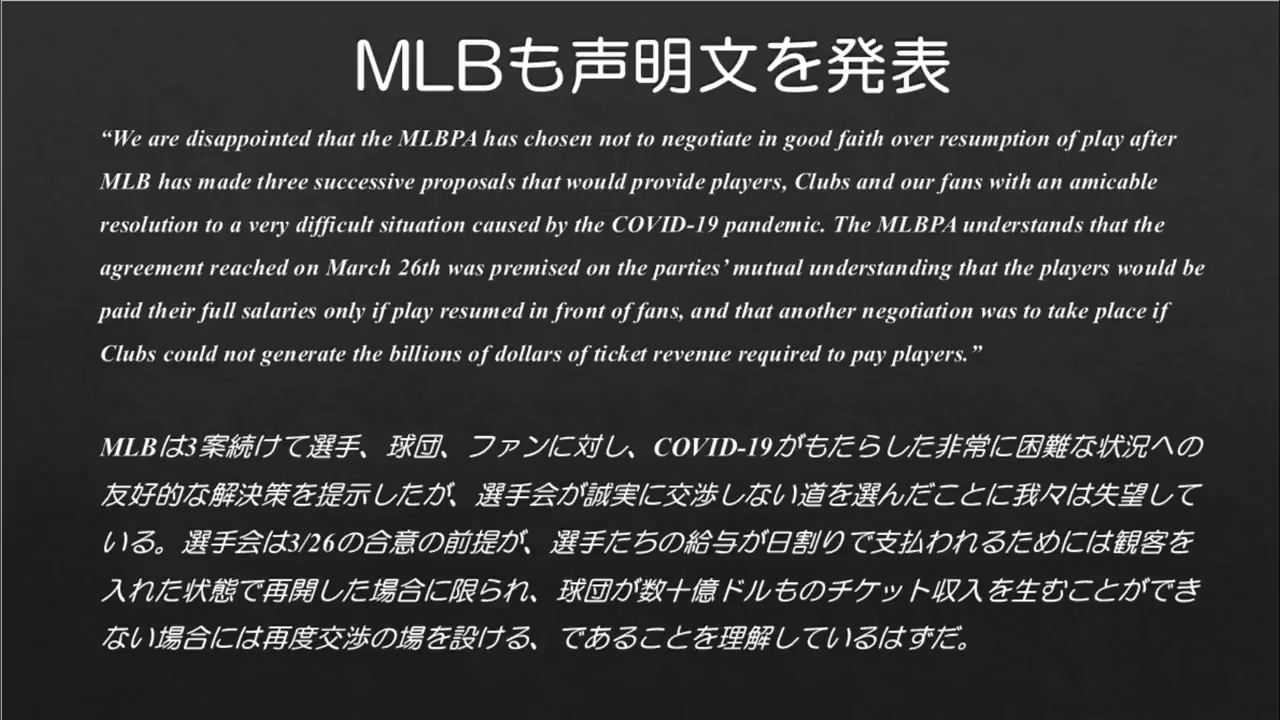 MLBも声明文を発表
“We are disappointed that the MLBPA has chosen not to negotiate in good faith over resumption of play after
MLB has made three successive proposals that would provide players, Clubs and our fans with an amicable
resolution to a very difficult situation caused by the COVID-19 pandemic. The MLBPA understands that the
agreement reached on March 26th was premised on the parties’ mutual understanding that the players would be
paid their full salaries only if play resumed in front of fans, and that another negotiation was to take place if
Clubs could not generate the billions of dollars of ticket revenue required to pay players.”
MLBは3案続けて選手、球団、ファンに対し、COVID-19がもたらした非常に困難な状況への
友好的な解決策を提示したが、選手会が誠実に交渉しない道を選んだことに我々は失望して
いる。選手会は3/26の合意の前提が、選手たちの給与が日割りで支払われるためには観客を
入れた状態で再開した場合に限られ、球団が数十億ドルものチケット収入を生むことができ
ない場合には再度交渉の場を設ける、であることを理解しているはずだ。